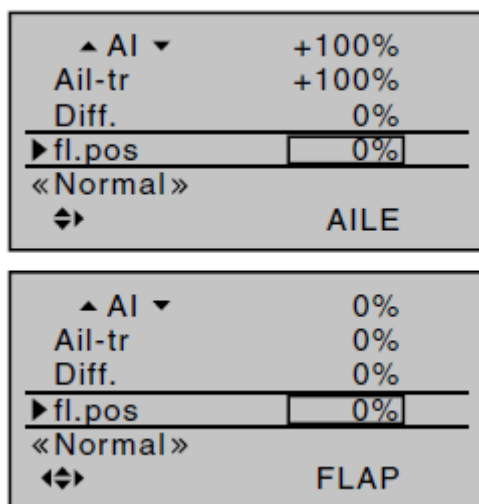 ▲ AI ▼ +100%
Ail-tr +100%
Diff. 0%
▶fl.pos 0%
«Normal»
AILE
▲ AI ▼ 0%
Ail-tr 0%
Diff. 0%
▶fl.pos 0%
«Normal»
FLAP